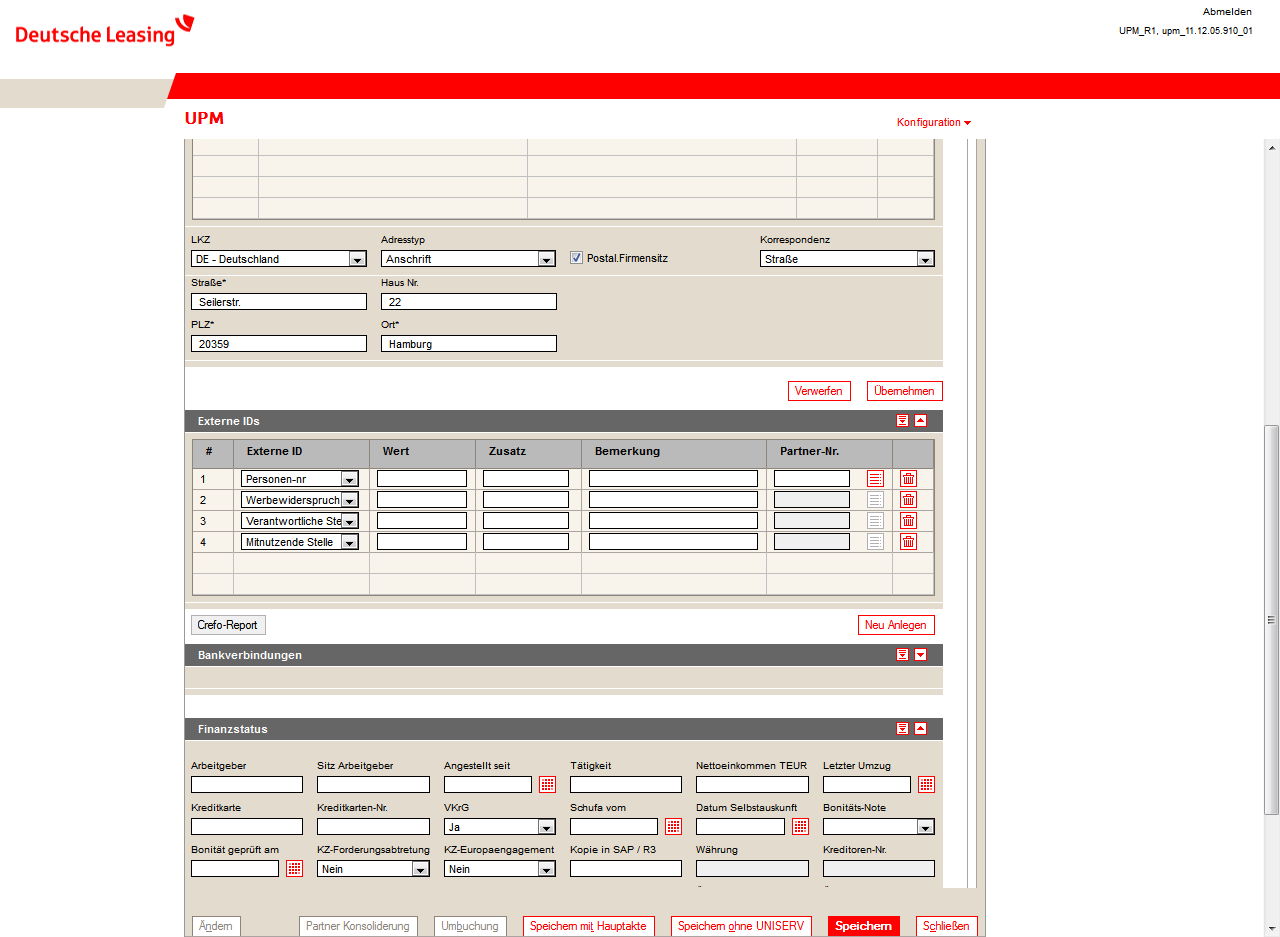 Abmelden
Deutsche Leasing
UPM_R1, upm_11.12.05.910_01
UPM
Konfiguration
LKZ Adresstyp Korrespondenz
DE - Deutschland Anschrift Postal.Firmensitz Straße
Straße* Haus Nr.
Seilerstr. 22
PLZ* Ort*
20359 Hamburg
Verwerfen Übernehmen
Externe IDs
# Externe ID Wert Zusatz Bemerkung Partner-Nr.
1 Personen-nr
2 Werbewiderspruch
3 Verantwortliche Ste
4 Mitnutzende Stelle
Crefo-Report Neu Anlegen
Bankverbindungen
Finanzstatus
Arbeitgeber Sitz Arbeitgeber Angestellt seit Tätigkeit Nettoeinkommen TEUR Letzter Umzug
Kreditkarte Kreditkarten-Nr. VKrG Schufa vom Datum Selbstauskunft Bonitäts-Note
Ja
Bonität geprüft am KZ-Forderungsabtretung KZ-Europaengagement Kopie in SAP / R3 Währung Kreditoren-Nr.
Nein Nein
Ändern Partner Konsolidierung Umbuchung Speichern mit Hauptakte Speichern ohne UNISERV Speichern Schließen